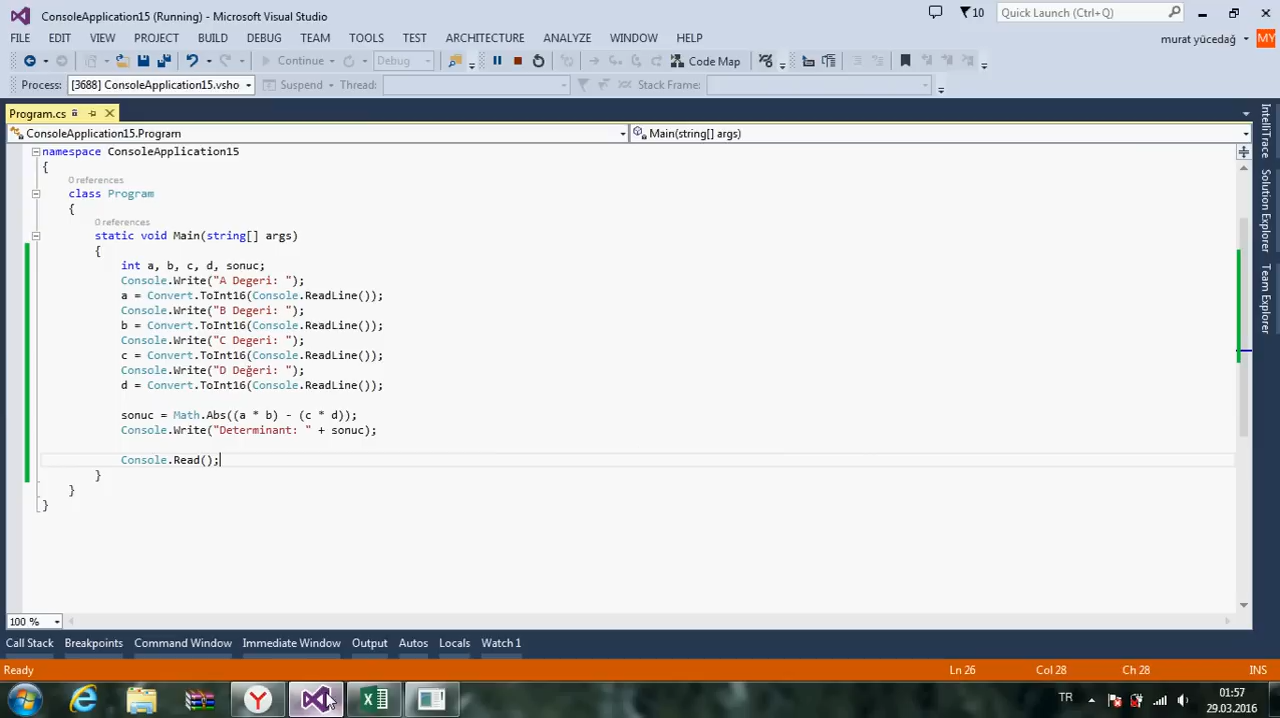 ConsoleApplication15 (Running) - Microsoft Visual Studio
10
Quick Launch (Ctrl+Q)
FILE EDIT VIEW PROJECT BUILD DEBUG TEAM TOOLS TEST ARCHITECTURE ANALYZE WINDOW HELP
murat yücedağ
MY
Continue Debug Code Map
Process: [3688] ConsoleApplication15.vsho Suspend Thread: Stack Frame:
Program.cs
ConsoleApplication15.Program Main(string[] args)
namespace ConsoleApplication15
{
0 references
class Program
{
0 references
static void Main(string[] args)
{
int a, b, c, d, sonuc;
Console.Write("A Degeri: ");
a = Convert.ToInt16(Console.ReadLine());
Console.Write("B Degeri: ");
b = Convert.ToInt16(Console.ReadLine());
Console.Write("C Degeri: ");
c = Convert.ToInt16(Console.ReadLine());
Console.Write("D Değeri: ");
d = Convert.ToInt16(Console.ReadLine());
sonuc = Math.Abs((a * b) - (c * d));
Console.Write("Determinant: " + sonuc);
Console.Read();
}
}
}
IntelliTrace
Solution Explorer
Team Explorer
100 %
Call Stack Breakpoints Command Window Immediate Window Output Autos Locals Watch 1
Ready Ln 26 Col 28 Ch 28 INS
TR
01:57
29.03.2016